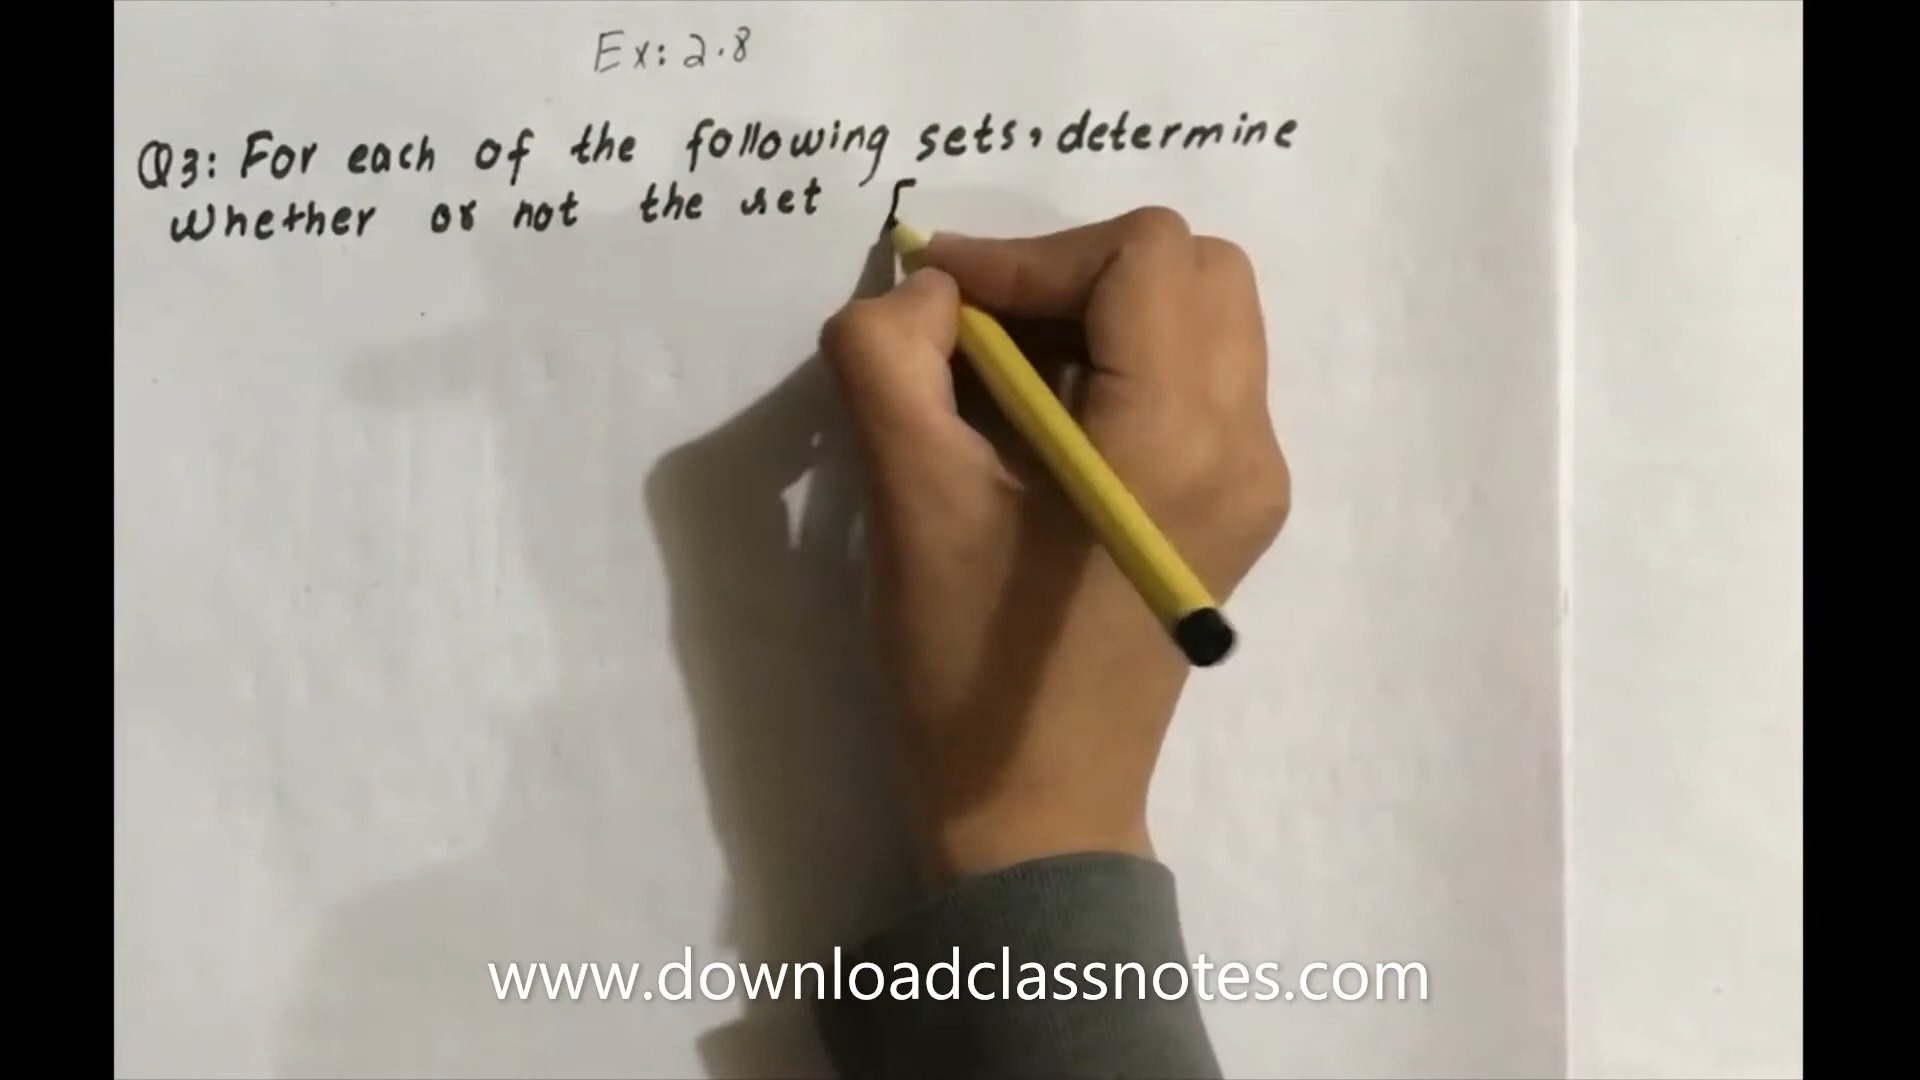 Ex: 2.8
Q3: For each of the following sets, determine
whether or not the set
www.downloadclassnotes.com